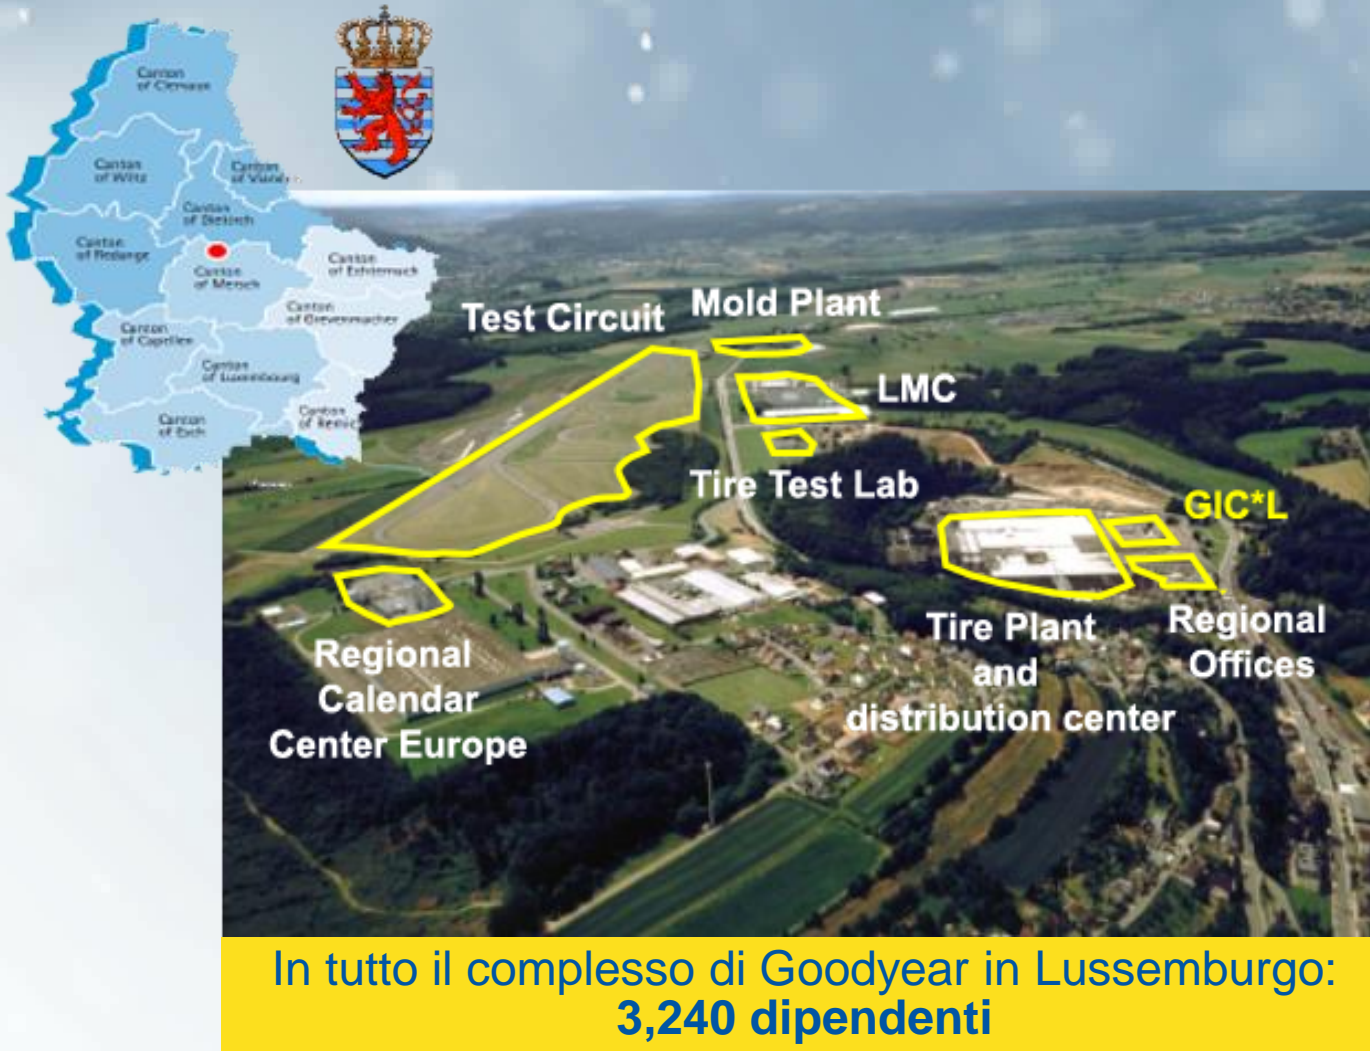 Canton
of Clervaux
Canton
of Wiltz
Canton
of Diekirch
Canton
of Redange
Canton
of Mersch
Canton
of Echternach
Canton
of Grevenmacher
Canton
of Capellen
Canton
of Luxembourg
Canton
of Esch
Canton
of Remich
Test Circuit
Mold Plant
LMC
Tire Test Lab
GIC*L
Regional
Calendar
Center Europe
Tire Plant
and
distribution center
Regional
Offices
In tutto il complesso di Goodyear in Lussemburgo:
3,240 dipendenti